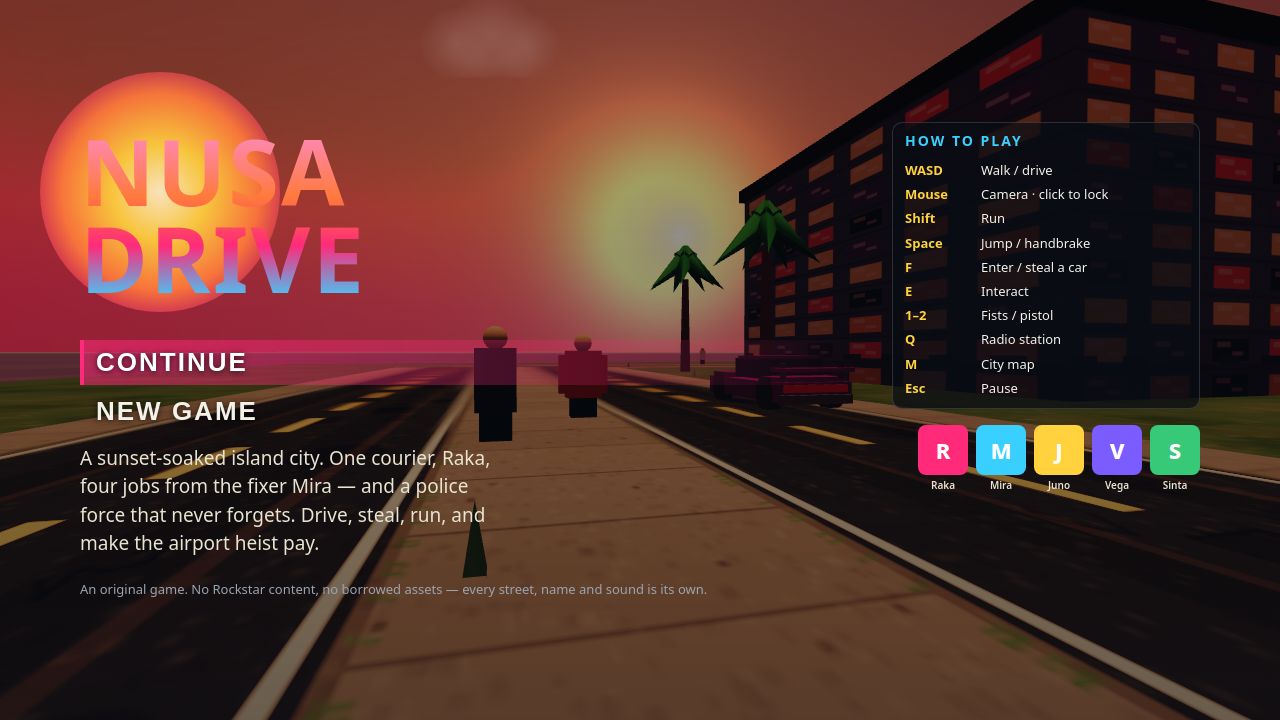 NUSA
DRIVE
CONTINUE
NEW GAME
A sunset-soaked island city. One courier, Raka,
four jobs from the fixer Mira — and a police
force that never forgets. Drive, steal, run, and
make the airport heist pay.
An original game. No Rockstar content, no borrowed assets — every street, name and sound is its own.
HOW TO PLAY
WASD Walk / drive
Mouse Camera · click to lock
Shift Run
Space Jump / handbrake
F Enter / steal a car
E Interact
1–2 Fists / pistol
Q Radio station
M City map
Esc Pause
R M J V S
Raka Mira Juno Vega Sinta